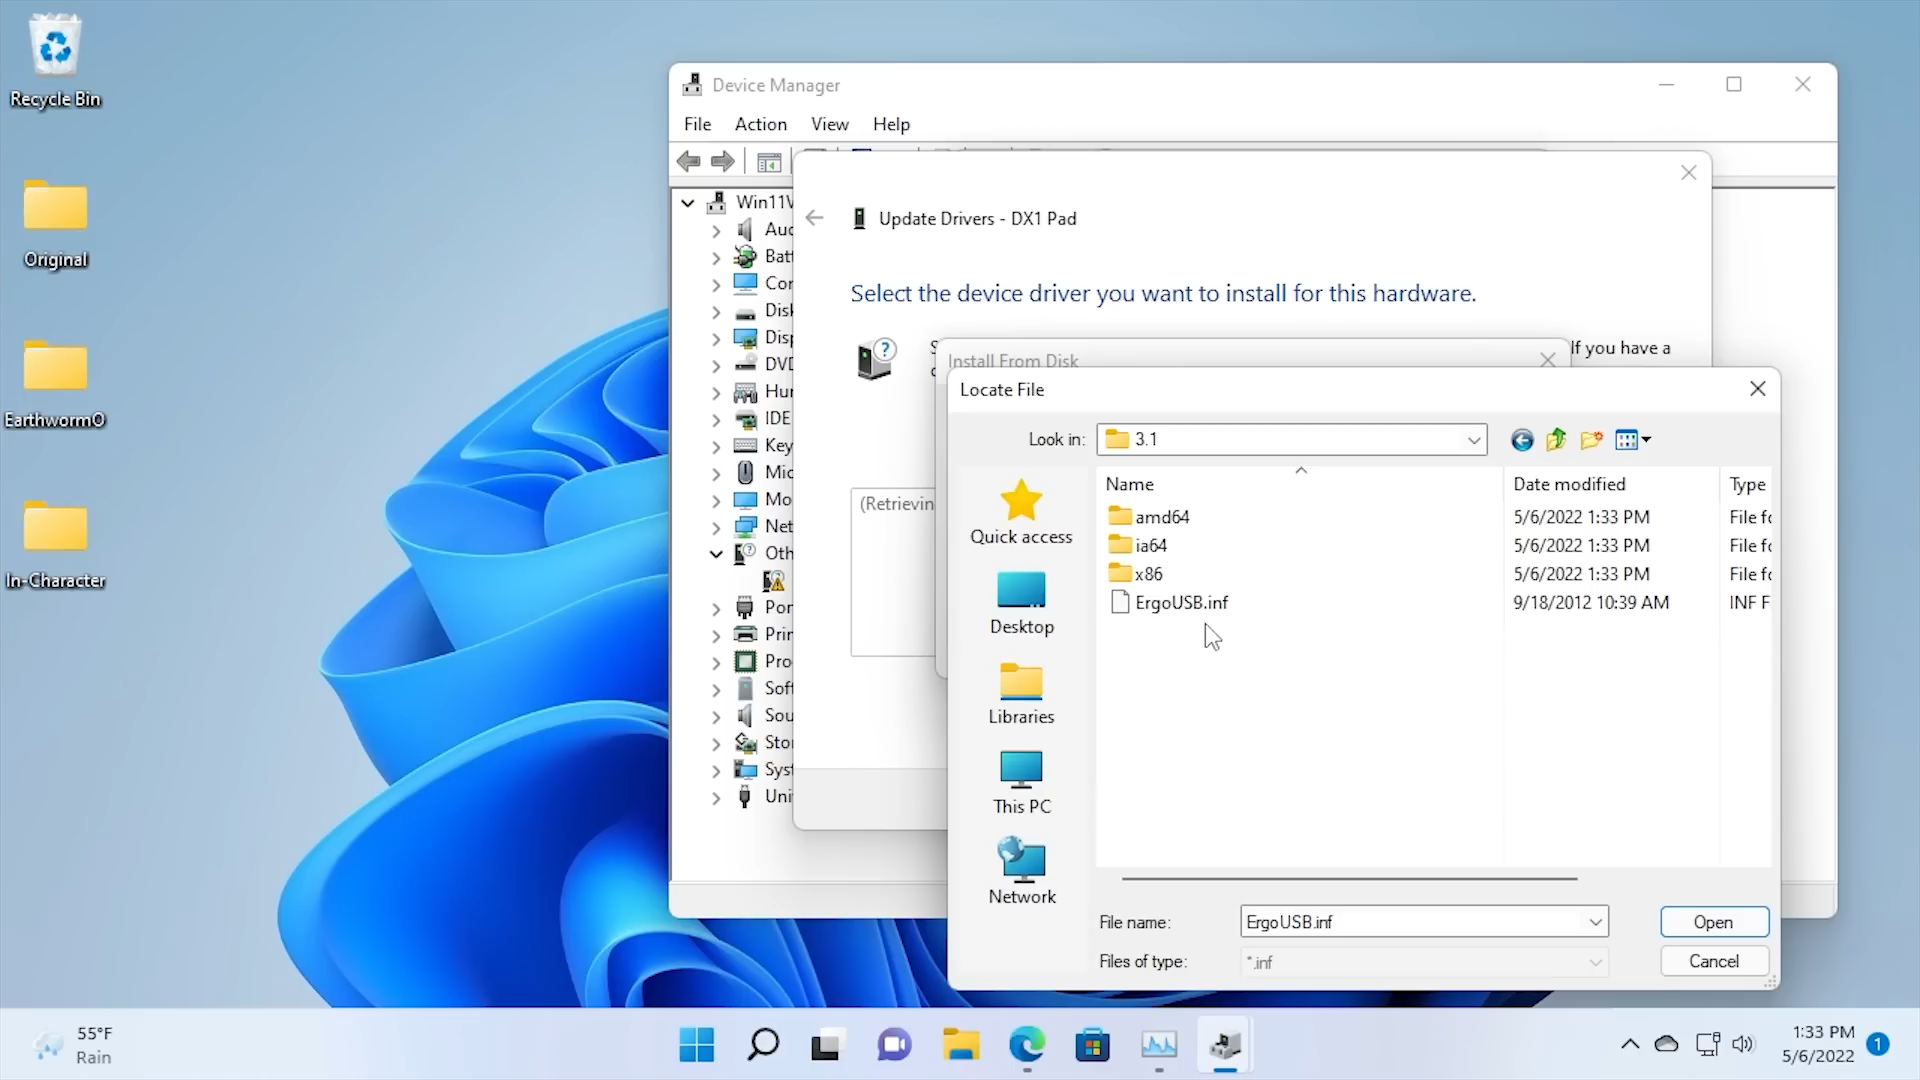 Recycle Bin
Original
EarthwormO
In-Character
Device Manager
File Action View Help
Win11V
Aud
Batt
Cor
Disk
Disp
DVD
Hur
IDE
Key
Mic
Mo
Net
Oth
Por
Prin
Pro
Soft
Sou
Sto
Syst
Uni
Update Drivers - DX1 Pad
Select the device driver you want to install for this hardware.
If you have a
(Retrievin
Install From Disk
Locate File
Look in: 3.1
Quick access
Desktop
Libraries
This PC
Network
Name Date modified Type
amd64 5/6/2022 1:33 PM File fo
ia64 5/6/2022 1:33 PM File fo
x86 5/6/2022 1:33 PM File fo
ErgoUSB.inf 9/18/2012 10:39 AM INF F
File name: ErgoUSB.inf Open
Files of type: *.inf Cancel
55°F
Rain
1:33 PM
5/6/2022
1